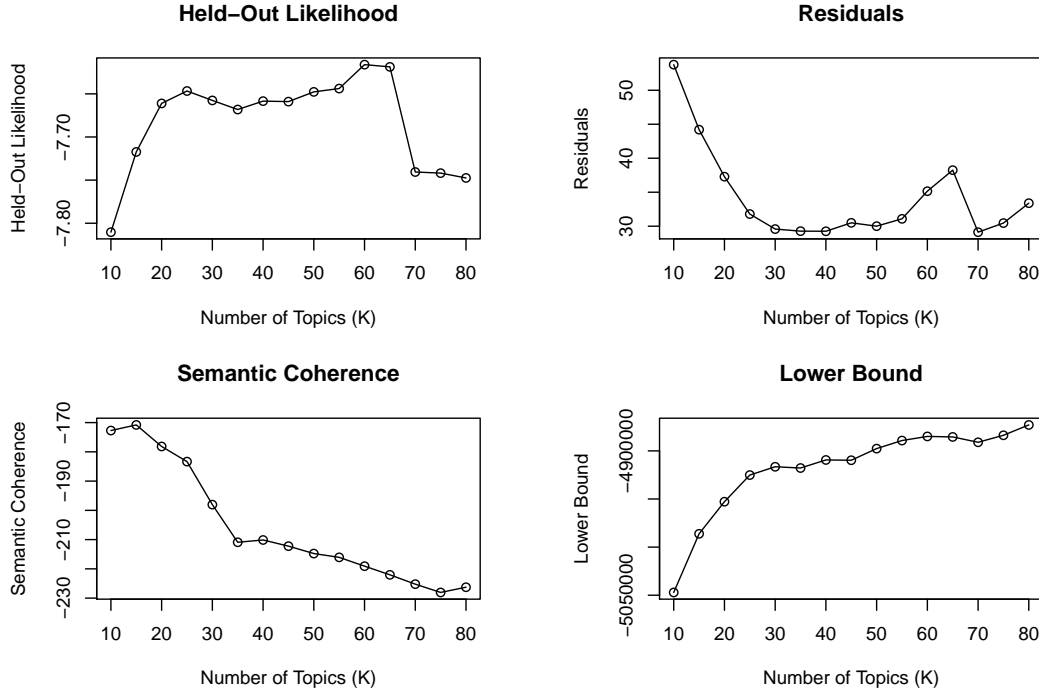 Held−Out Likelihood
Held−Out Likelihood
−7.70
−7.80
10 20 30 40 50 60 70 80
Number of Topics (K)
Residuals
Residuals
50
40
30
10 20 30 40 50 60 70 80
Number of Topics (K)
Semantic Coherence
Semantic Coherence
−170
−190
−210
−230
10 20 30 40 50 60 70 80
Number of Topics (K)
Lower Bound
Lower Bound
−4900000
−5050000
10 20 30 40 50 60 70 80
Number of Topics (K)